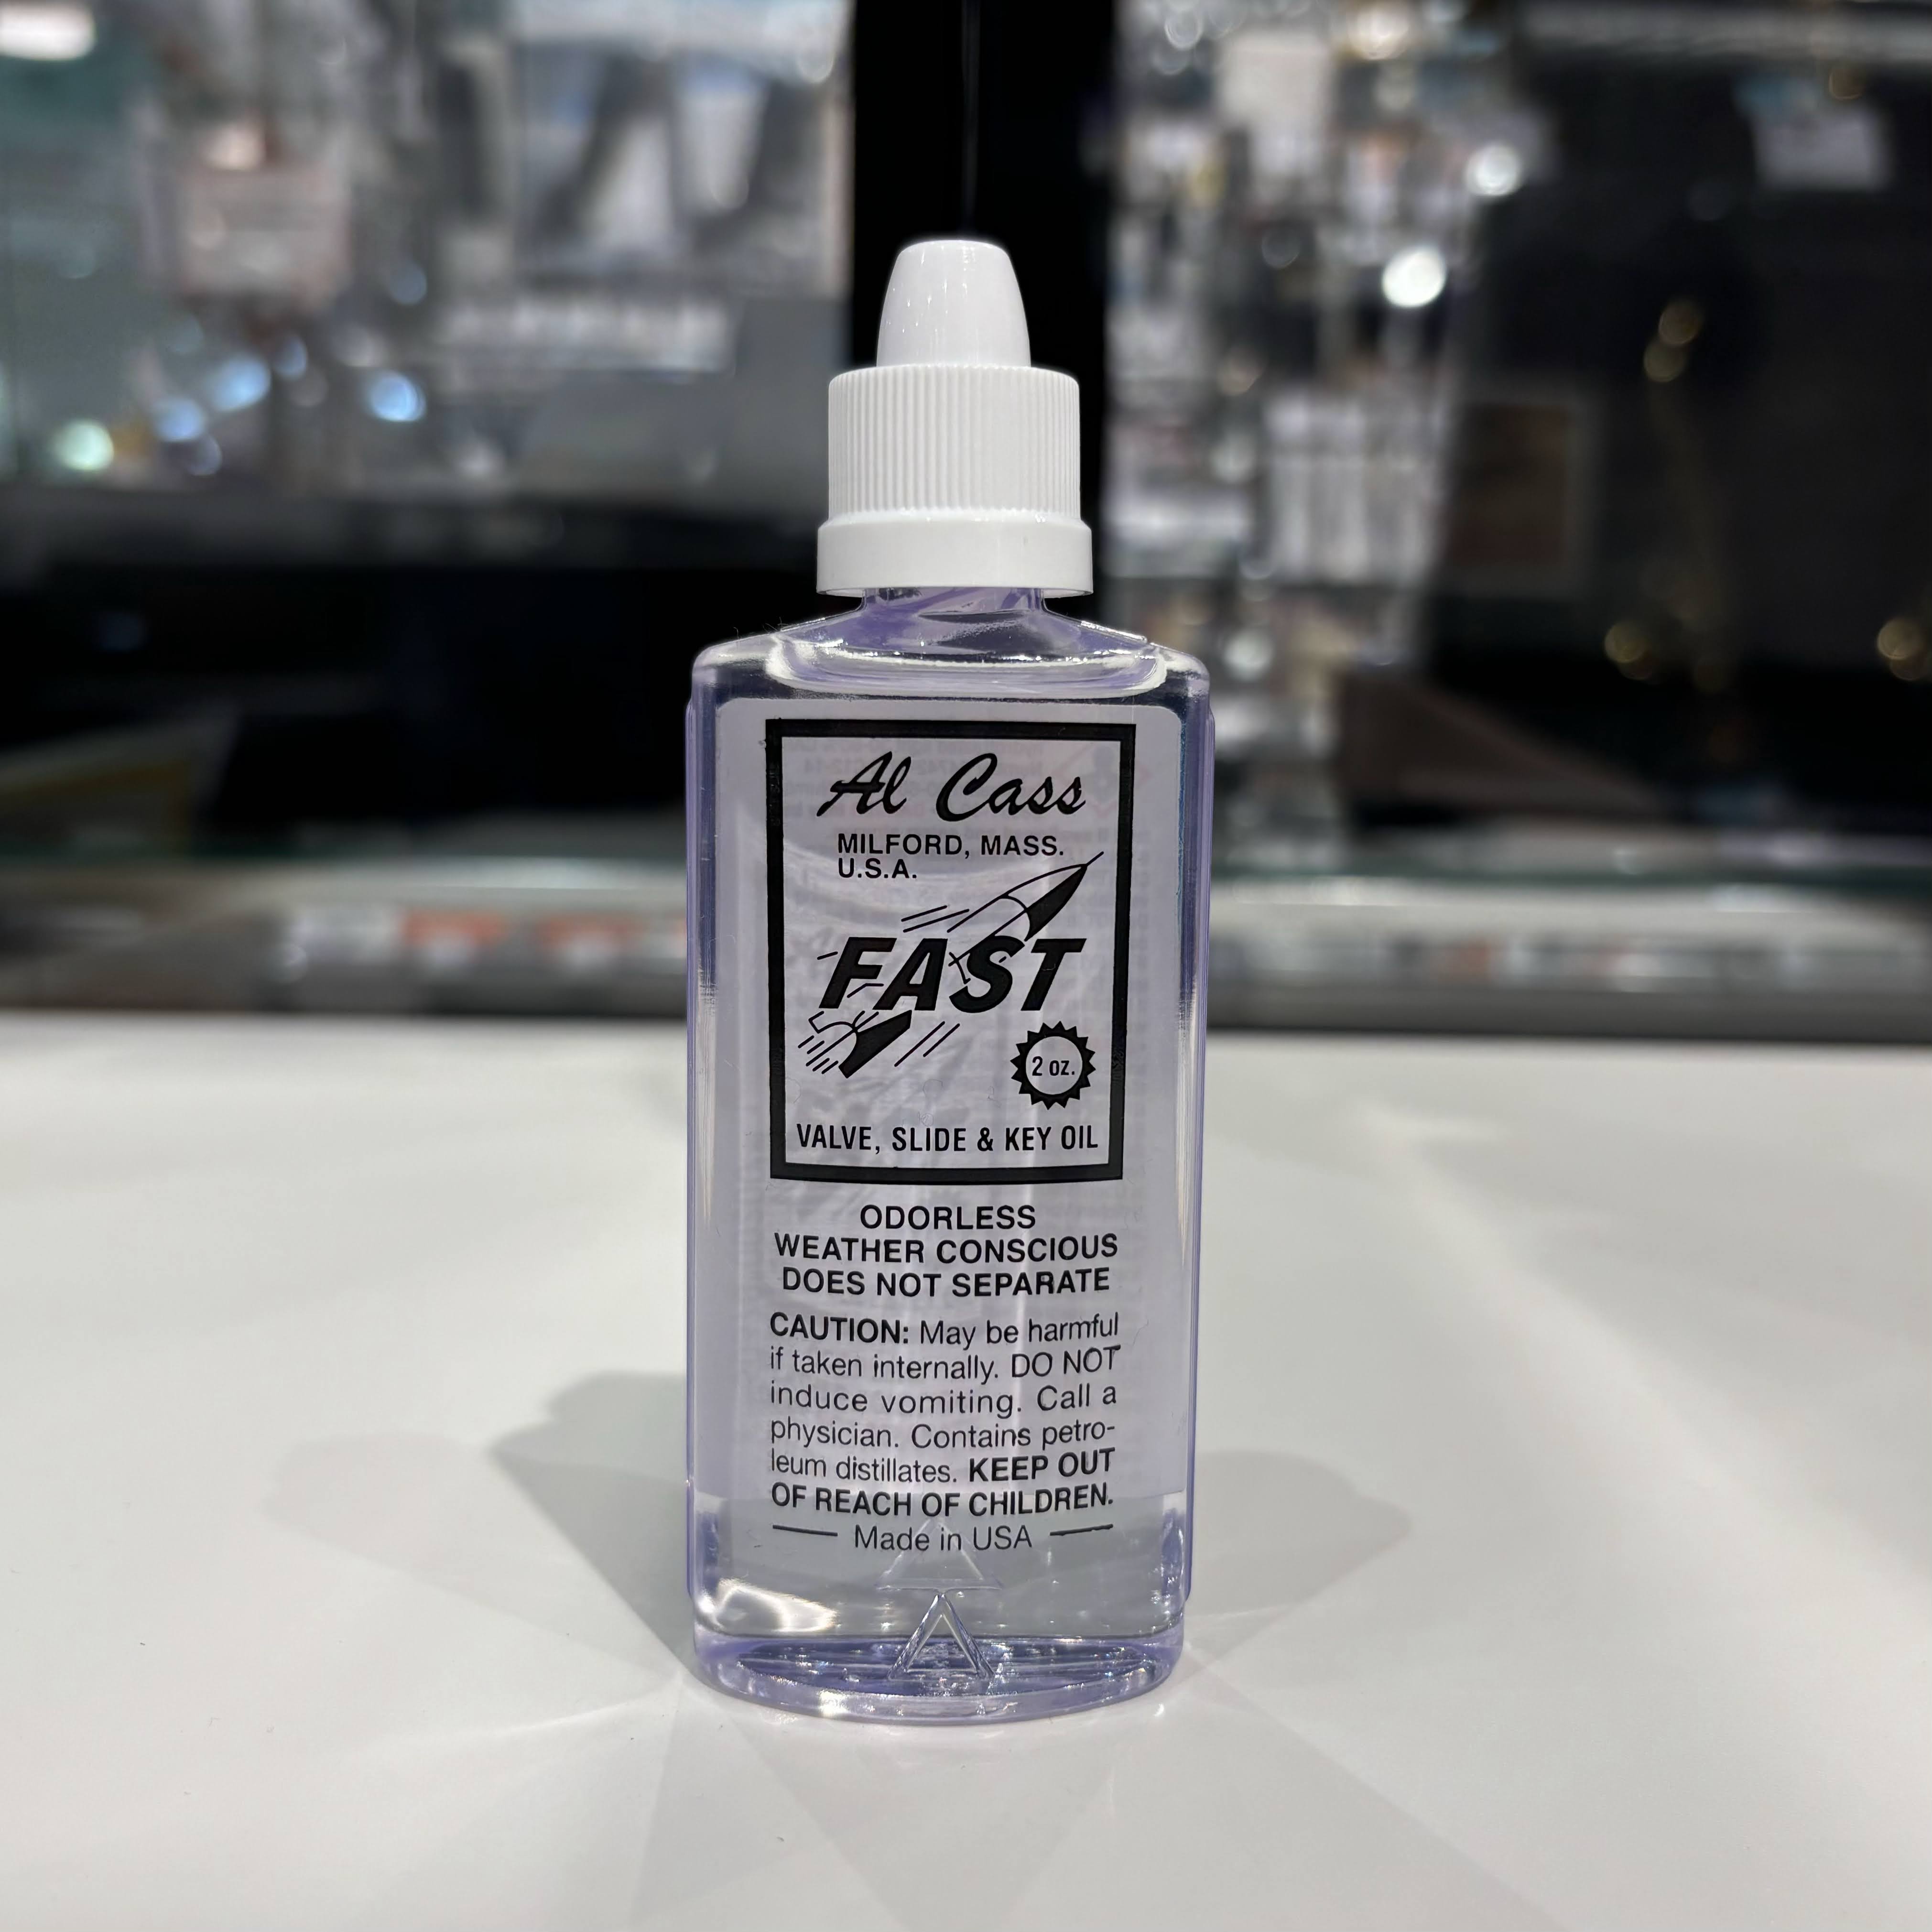 Al Cass
MILFORD, MASS.
U.S.A.
FAST
2 oz.
VALVE, SLIDE & KEY OIL
ODORLESS
WEATHER CONSCIOUS
DOES NOT SEPARATE
CAUTION: May be harmful
if taken internally. DO NOT
induce vomiting. Call a
physician. Contains petro-
leum distillates. KEEP OUT
OF REACH OF CHILDREN.
Made in USA